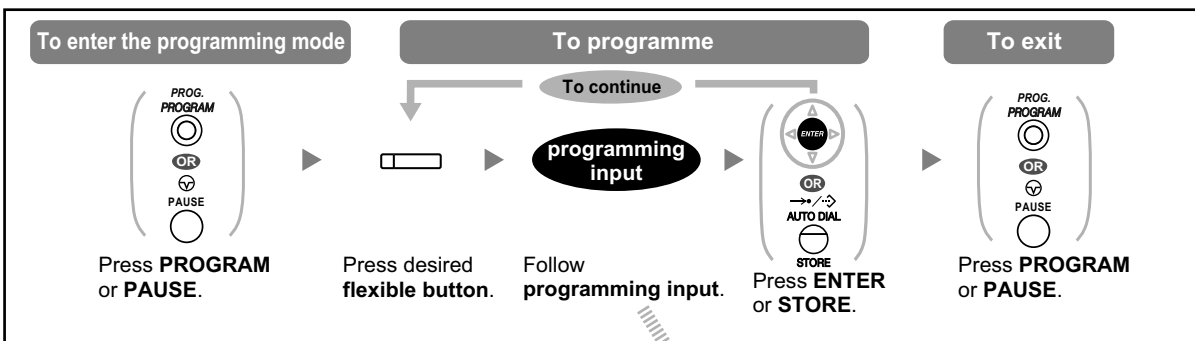 To enter the programming mode
To programme
To exit
To continue
PROG.
PROGRAM
OR
PAUSE
programming
input
ENTER
OR
AUTO DIAL
STORE
PROG.
PROGRAM
OR
PAUSE
Press PROGRAM
or PAUSE.
Press desired
flexible button.
Follow
programming input.
Press ENTER
or STORE.
Press PROGRAM
or PAUSE.